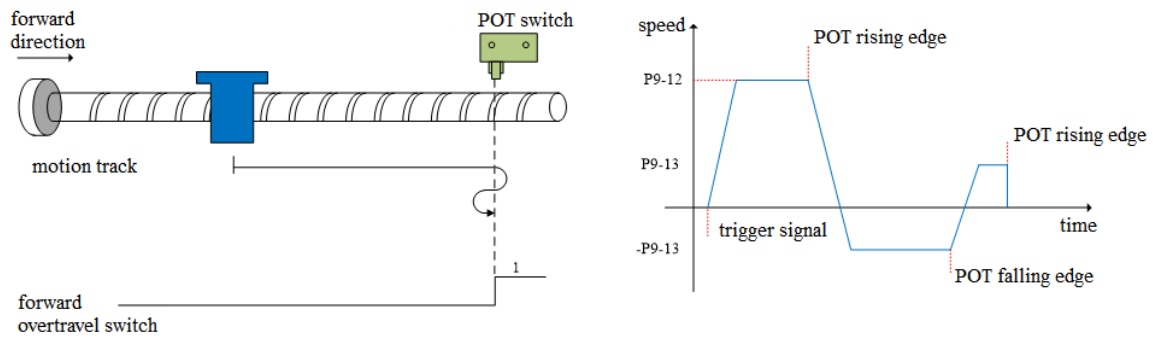 forward
direction
POT switch
motion track
1
forward
overtravel switch
speed
POT rising edge
P9-12
POT rising edge
P9-13
trigger signal
time
-P9-13
POT falling edge